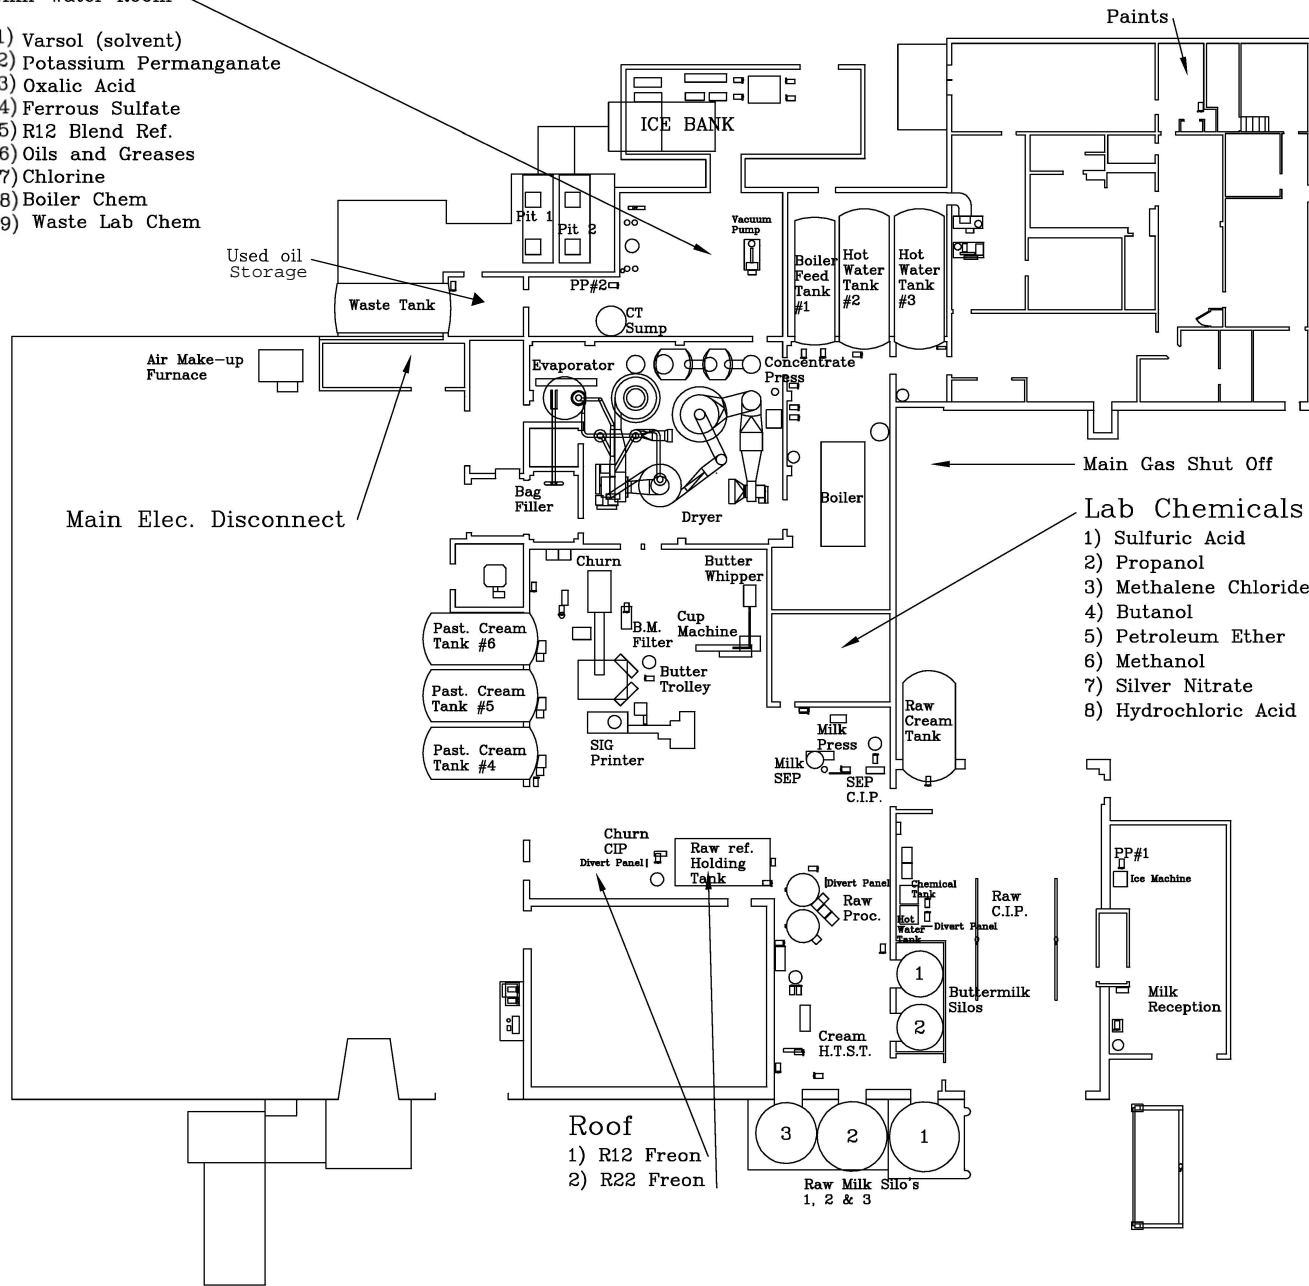 Water Room
1) Varsol (solvent)
2) Potassium Permanganate
3) Oxalic Acid
4) Ferrous Sulfate
5) R12 Blend Ref.
6) Oils and Greases
7) Chlorine
8) Boiler Chem
9) Waste Lab Chem
Paints
ICE BANK
Pit 1
Pit 2
Vacuum
Pump
Used oil
Storage
Waste Tank
PP#2
CT
Sump
Boiler
Feed
Tank
#1
Hot
Water
Tank
#2
Hot
Water
Tank
#3
Air Make-up
Furnace
Evaporator
Concentrate
Press
Main Gas Shut Off
Main Elec. Disconnect
Bag
Filler
Dryer
Boiler
Lab Chemicals
1) Sulfuric Acid
2) Propanol
3) Methalene Chloride
4) Butanol
5) Petroleum Ether
6) Methanol
7) Silver Nitrate
8) Hydrochloric Acid
Churn
Butter
Whipper
Cup
Machine
B.M.
Filter
Butter
Trolley
Past. Cream
Tank #6
Past. Cream
Tank #5
Past. Cream
Tank #4
SIG
Printer
Milk
Press
Milk
SEP
SEP
C.I.P.
Raw
Cream
Tank
Churn
CIP
Divert Panel
Raw ref.
Holding
Tank
Divert Panel
Raw
Proc.
Chemical
Tank
Hot
Water
Tank
Divert Panel
Raw
C.I.P.
PP#1
Ice Machine
1
2
Buttermilk
Silos
Milk
Reception
Cream
H.T.S.T.
Roof
1) R12 Freon
2) R22 Freon
3
2
1
Raw Milk Silo's
1, 2 & 3